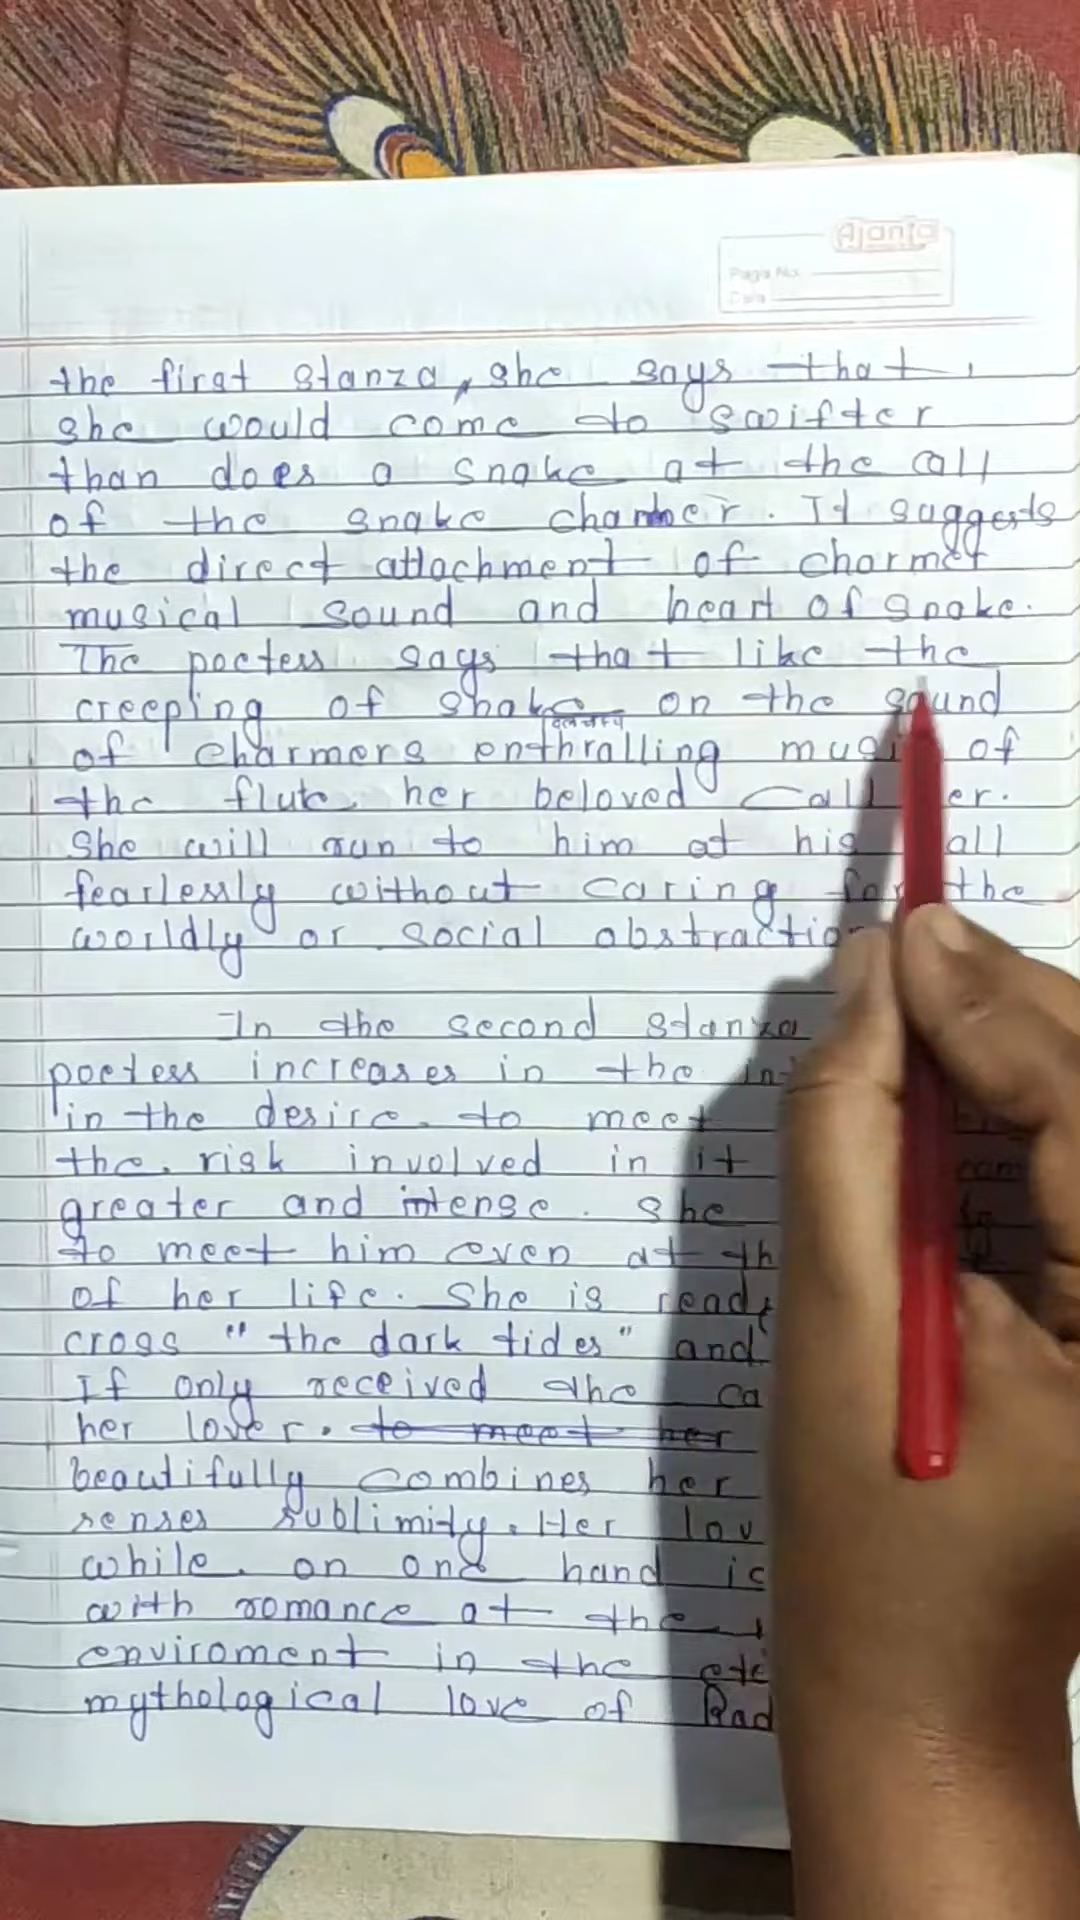 Ajanta
Page No.
Date
the first stanza, she says that,
she would come to swifter
than does a snake at the call
of the snake chamber. It suggests
the direct attachment of charmer
musical sound and heart of snake.
The poetess says that like the
creeping of snake on the sound
of charmers enthralling music of
the flute, her beloved call er.
She will run to him at his all
fearlessly without caring for the
worldly or social abstraction
In the second stanza
poetess increases in the
in the desire to meet
the risk involved in it
greater and intense. She
to meet him even at th
of her life. She is ready
cross "the dark tides" and
If only received the ca
her lover. to meet her
beautifully combines her
senses sublimity. Her lov
while on one hand is
with romance at the
enviroment in the
mythological love of Rad